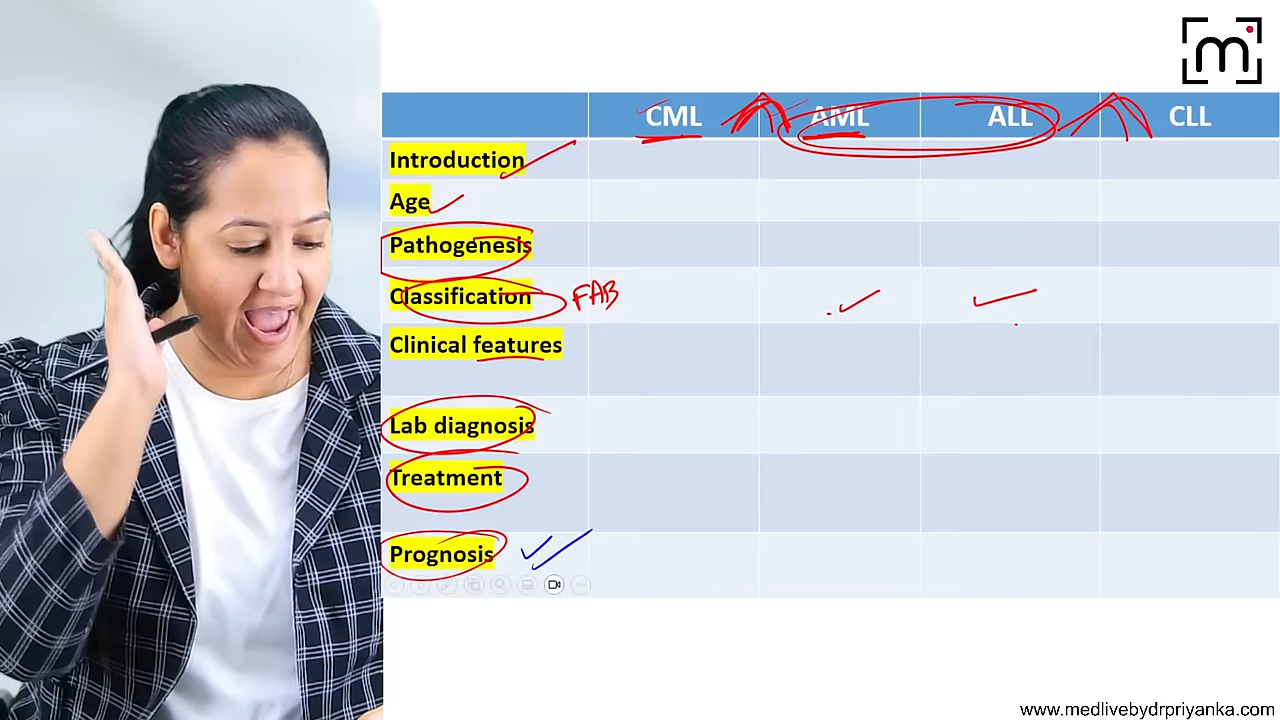 m
CML AML ALL CLL
Introduction
Age
Pathogenesis
Classification FAB
Clinical features
Lab diagnosis
Treatment
Prognosis
www.medlivebydrpriyanka.com